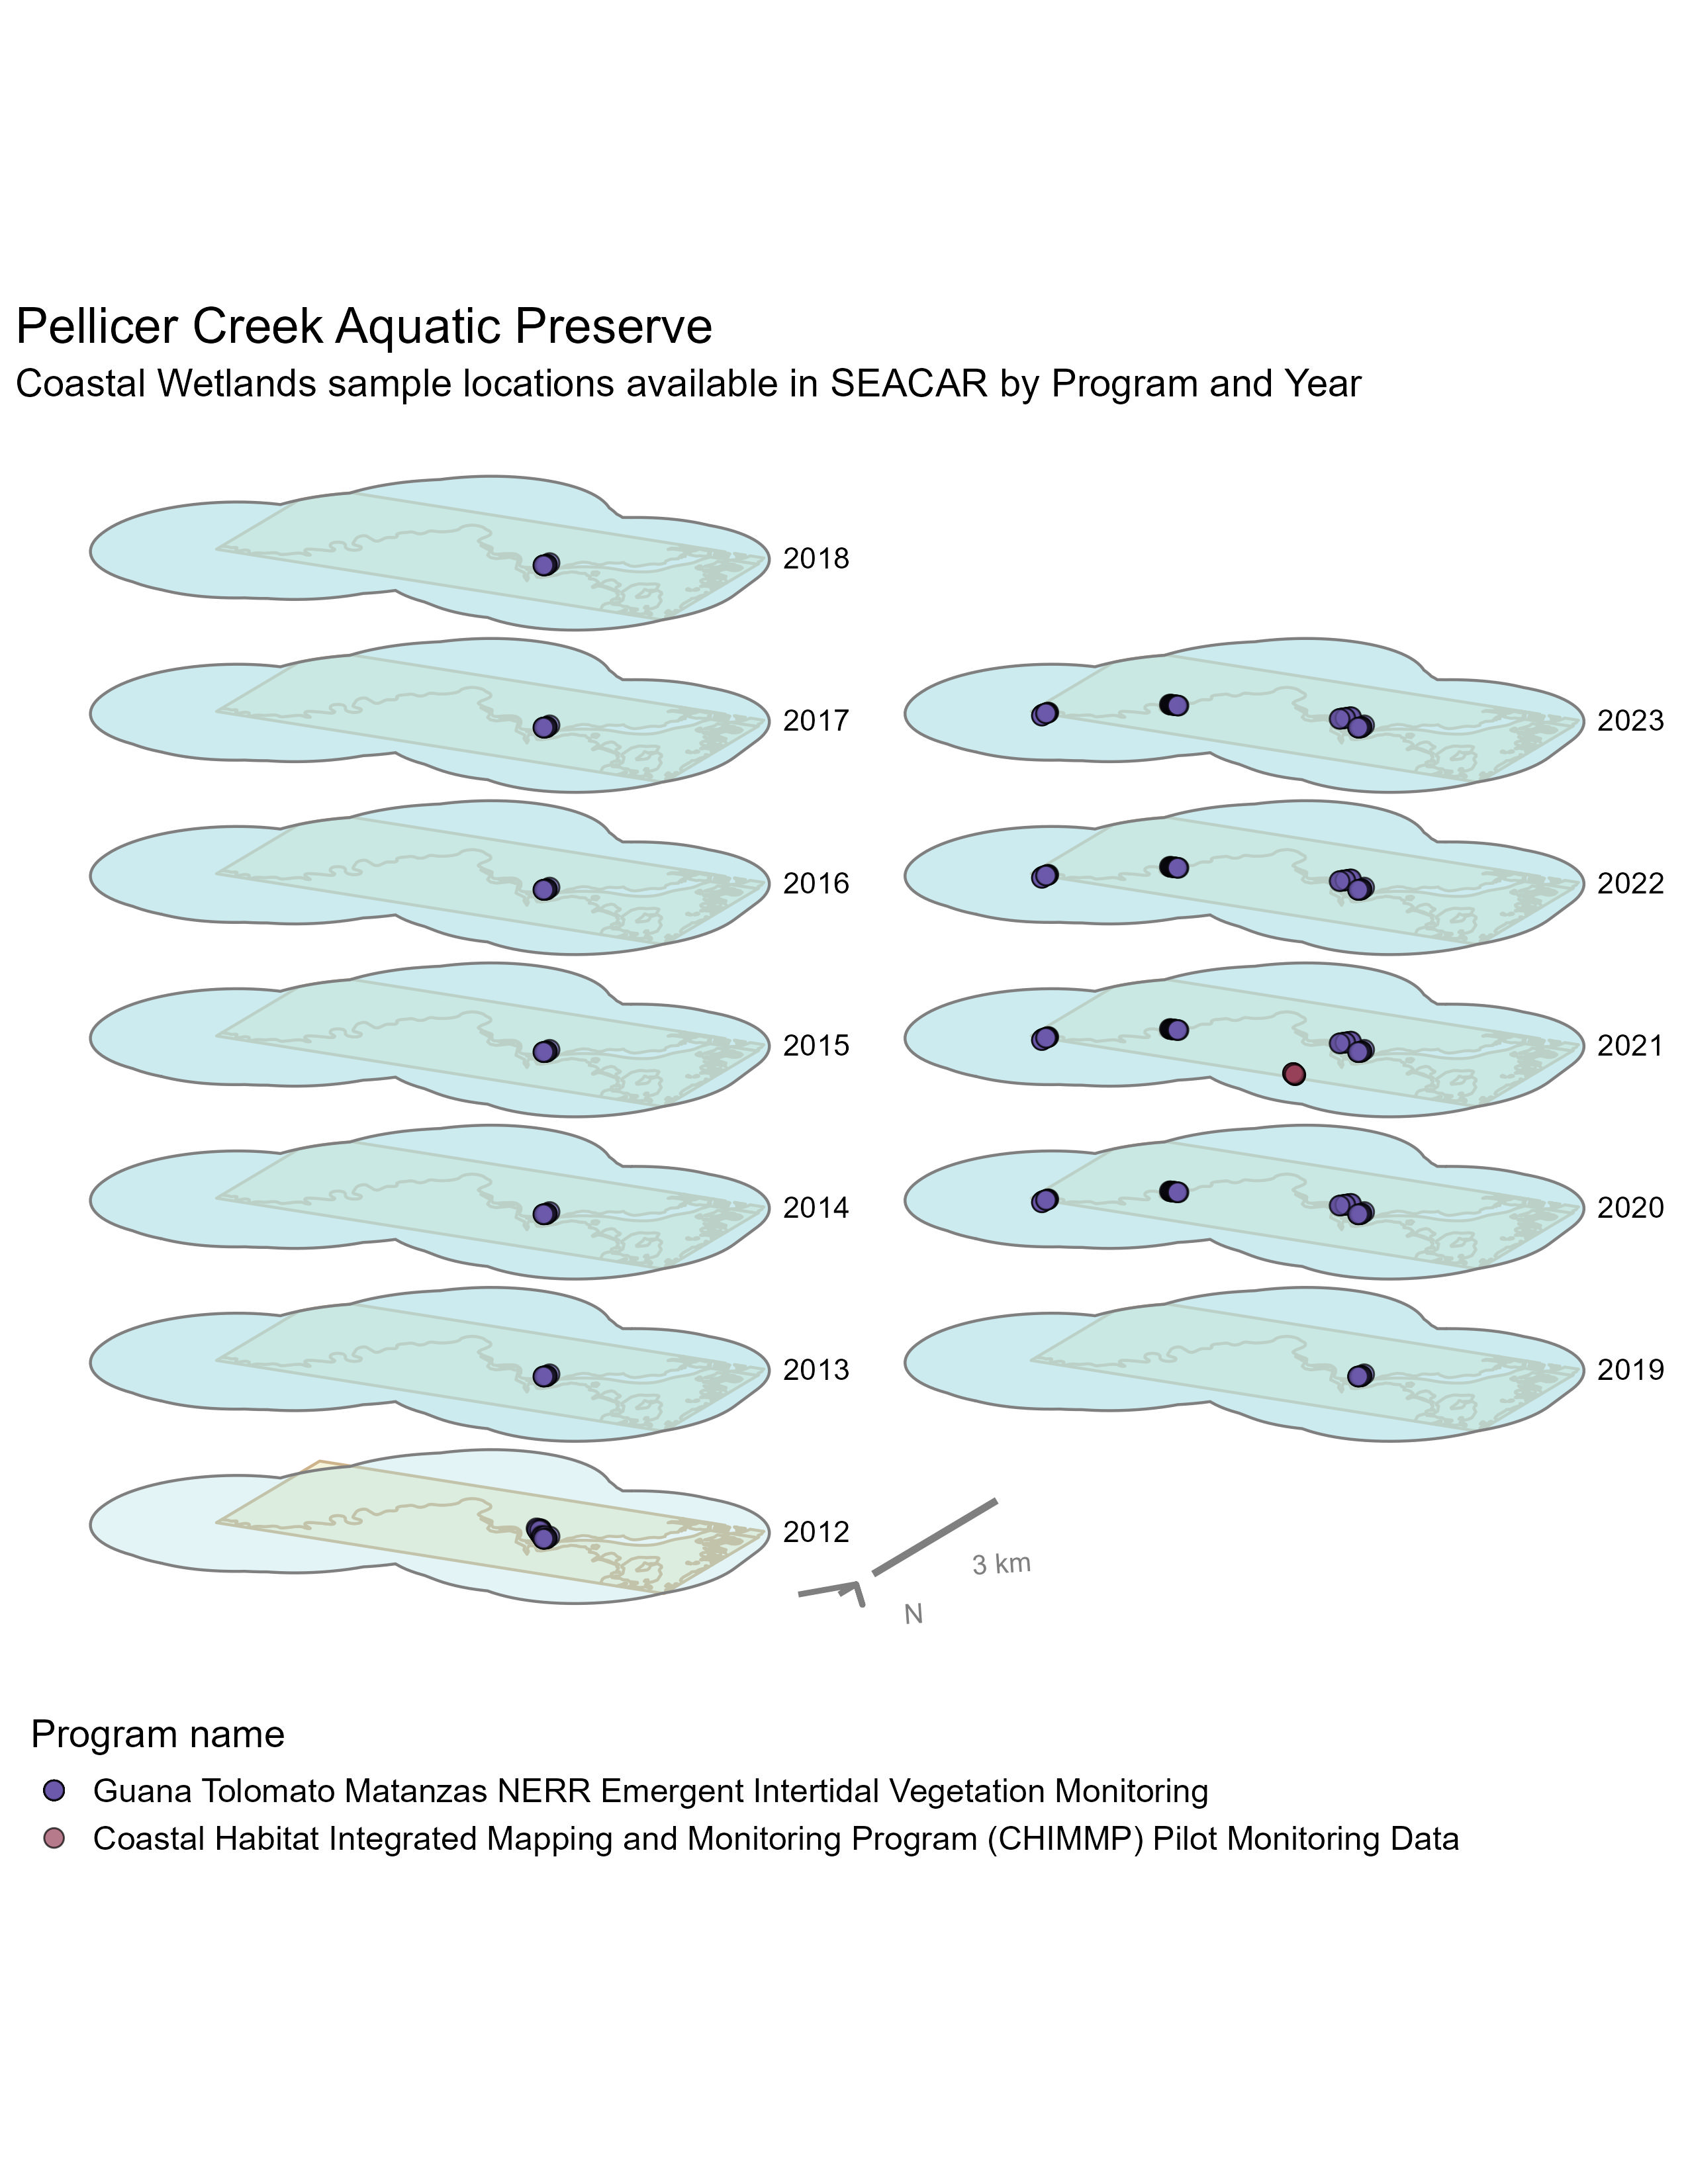 Pellicer Creek Aquatic Preserve
Coastal Wetlands sample locations available in SEACAR by Program and Year
2018
2017
2016
2015
2014
2013
2012
2023
2022
2021
2020
2019
3 km
N
Program name
Guana Tolomato Matanzas NERR Emergent Intertidal Vegetation Monitoring
Coastal Habitat Integrated Mapping and Monitoring Program (CHIMMP) Pilot Monitoring Data